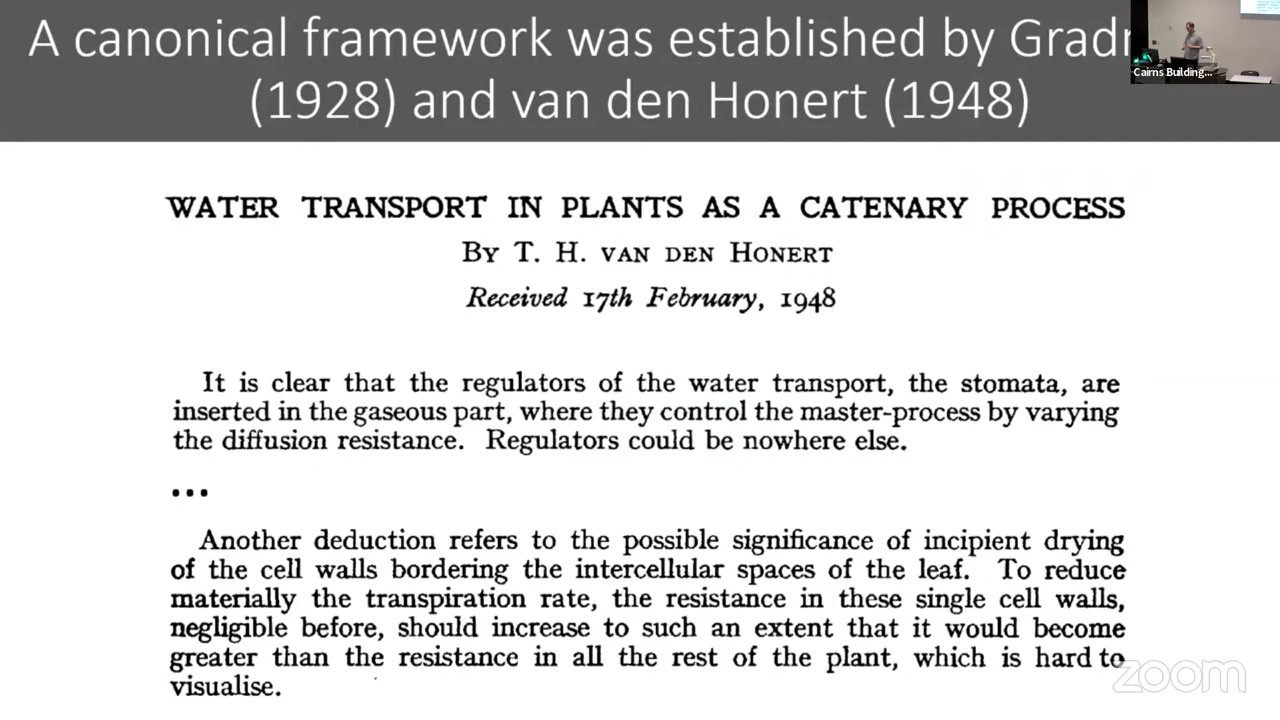 A canonical framework was established by Grad
(1928) and van den Honert (1948)
Cairns Building...
WATER TRANSPORT IN PLANTS AS A CATENARY PROCESS
By T. H. VAN DEN HONERT
Received 17th February, 1948
It is clear that the regulators of the water transport, the stomata, are
inserted in the gaseous part, where they control the master-process by varying
the diffusion resistance. Regulators could be nowhere else.
...
Another deduction refers to the possible significance of incipient drying
of the cell walls bordering the intercellular spaces of the leaf. To reduce
materially the transpiration rate, the resistance in these single cell walls,
negligible before, should increase to such an extent that it would become
greater than the resistance in all the rest of the plant, which is hard to
visualise.
zoom